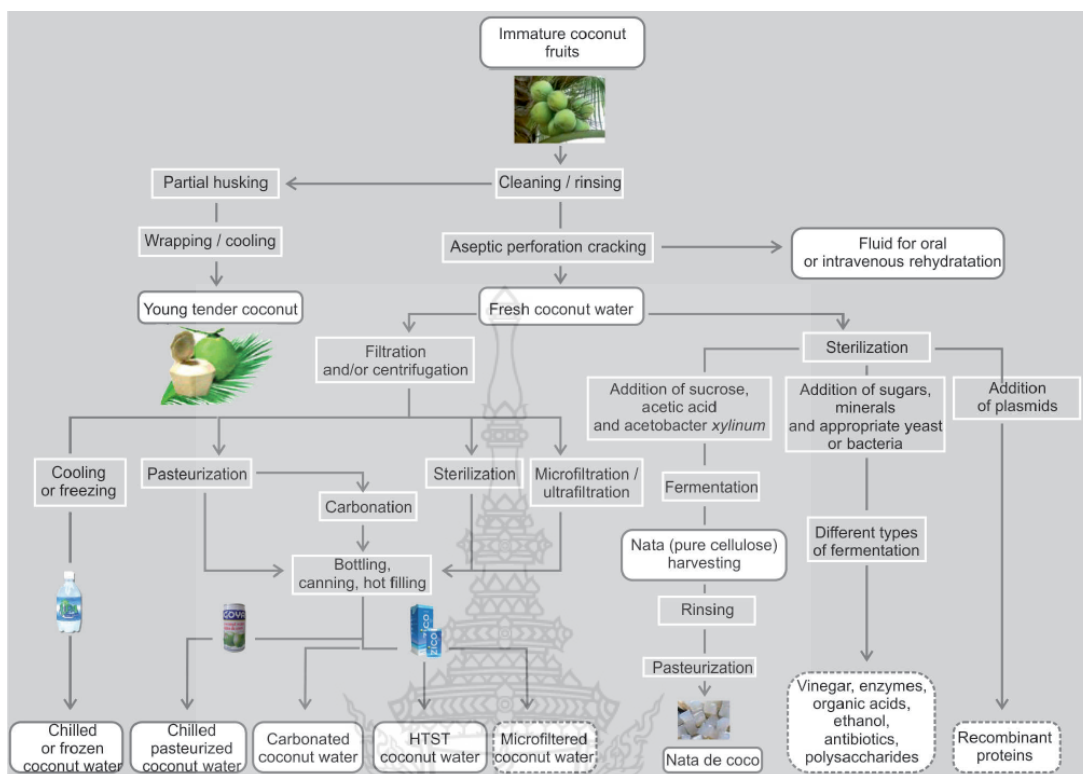 Immature coconut
fruits
Partial husking
Cleaning / rinsing
Wrapping / cooling
Aseptic perforation cracking
Fluid for oral
or intravenous rehydratation
Young tender coconut
Fresh coconut water
Filtration
and/or centrifugation
Sterilization
Addition of sucrose,
acetic acid
and acetobacter xylinum
Addition of sugars,
minerals
and appropriate yeast
or bacteria
Addition
of plasmids
Cooling
or freezing
Pasteurization
Sterilization
Microfiltration /
ultrafiltration
Carbonation
Fermentation
Different types
of fermentation
Bottling,
canning, hot filling
Nata (pure cellulose)
harvesting
Rinsing
GOYA
zico
zico
Pasteurization
Chilled
or frozen
coconut water
Chilled
pasteurized
coconut water
Carbonated
coconut water
HTST
coconut water
Microfiltered
coconut water
Nata de coco
Vinegar, enzymes,
organic acids,
ethanol,
antibiotics,
polysaccharides
Recombinant
proteins